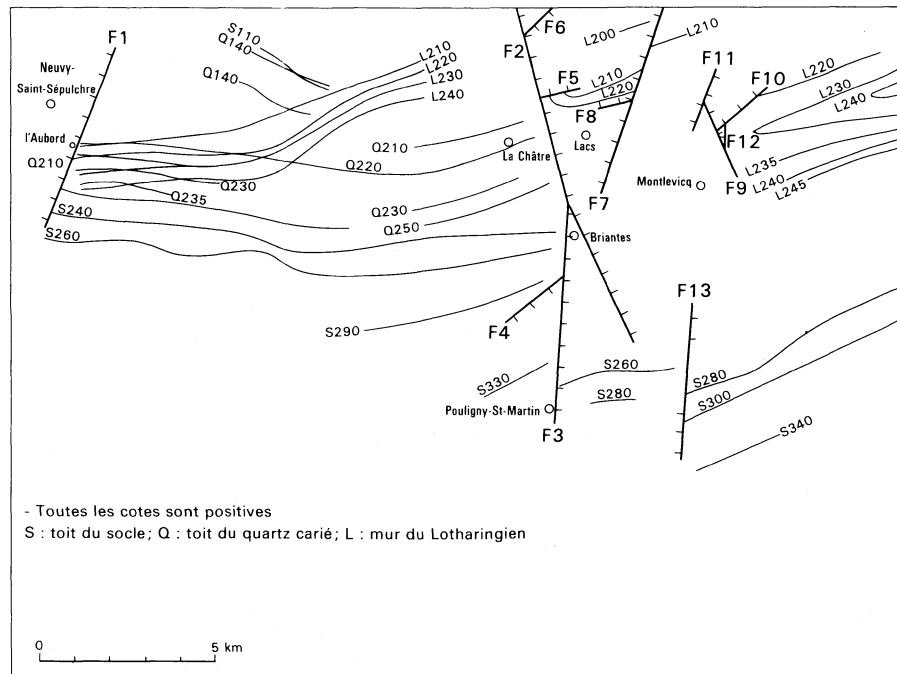 F1
S110
Q140
Q140
L210
L220
L230
L240
Neuvy-
Saint-Sépulchre
l'Aubord
Q210
Q230
Q235
S240
S260
Q210
Q220
Q230
Q250
S290
La Châtre
F2
F6
F5
F8
L200
L210
L210
L220
Lacs
F7
Briantes
F4
S330
Pouligny-St-Martin
F3
S260
S280
F11
F10
F12
F9
Montlevicq
L220
L230
L240
L235
L240
L245
F13
S280
S300
S340
- Toutes les cotes sont positives
S : toit du socle; Q : toit du quartz carié; L : mur du Lotharingien
0 5 km